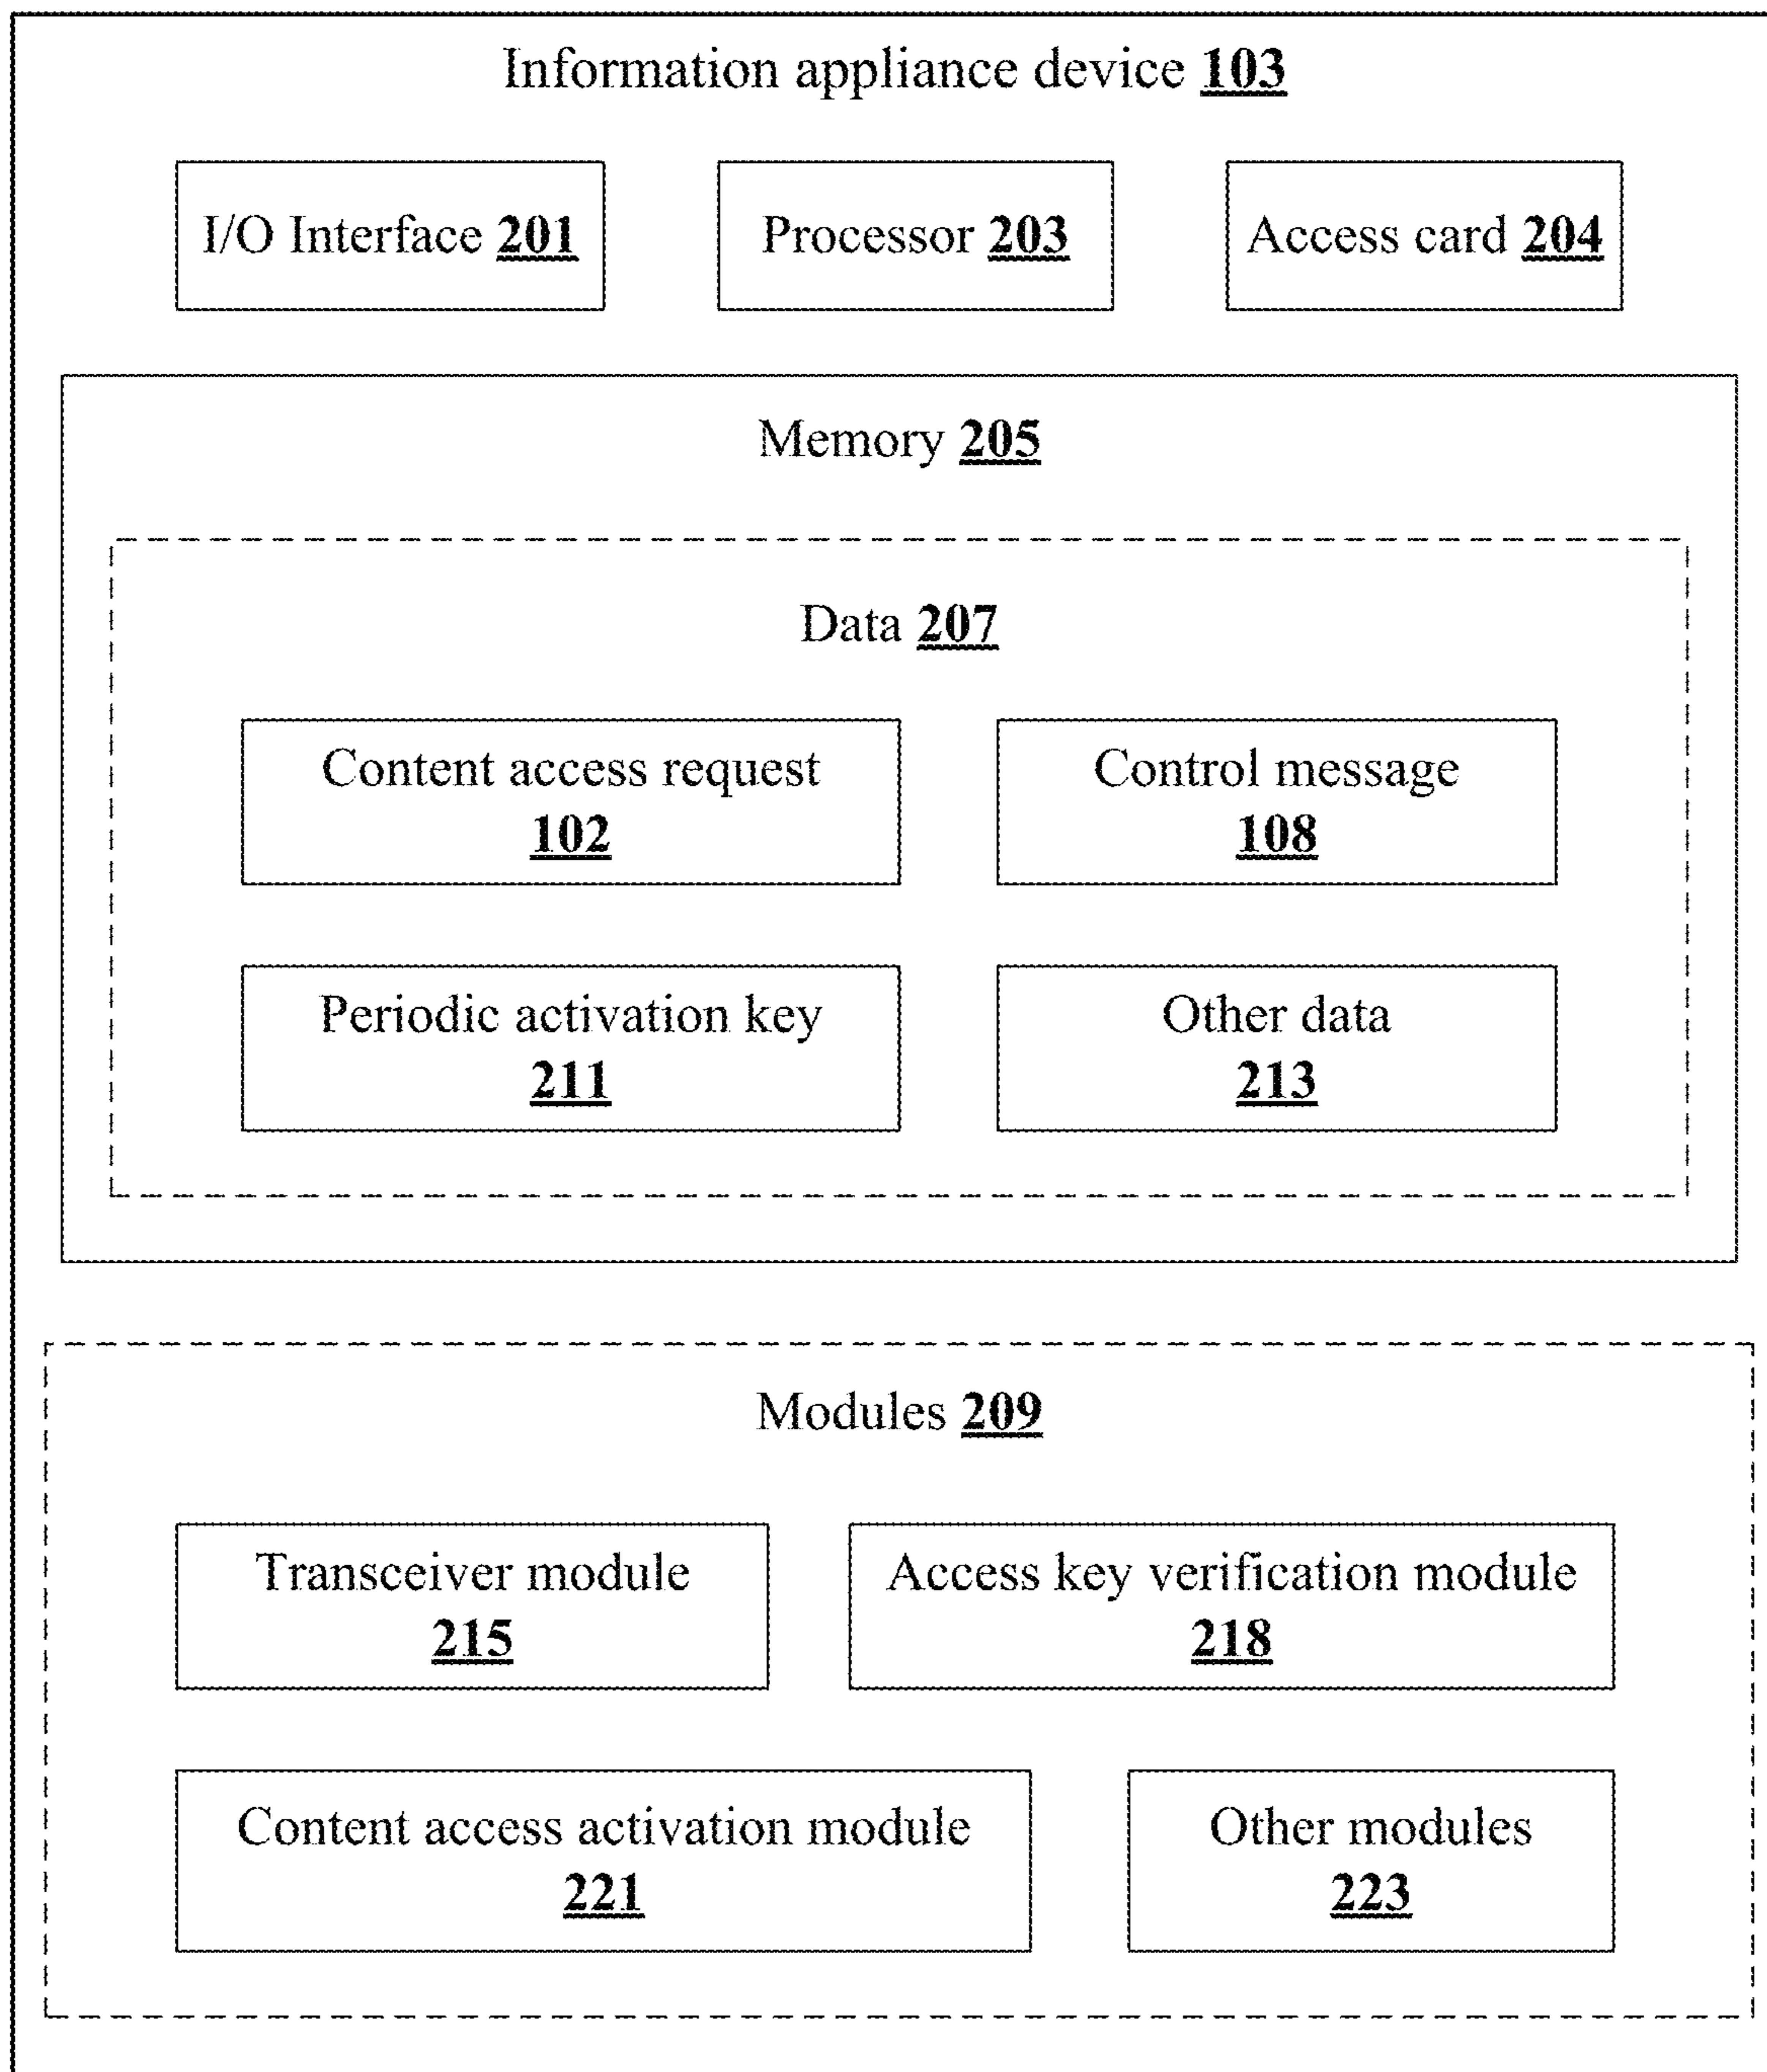 Information appliance device 103
I/O Interface 201
Processor 203
Access card 204
Memory 205
Data 207
Content access request
102
Control message
108
Periodic activation key
211
Other data
213
Modules 209
Transceiver module
215
Access key verification module
218
Content access activation module
221
Other modules
223